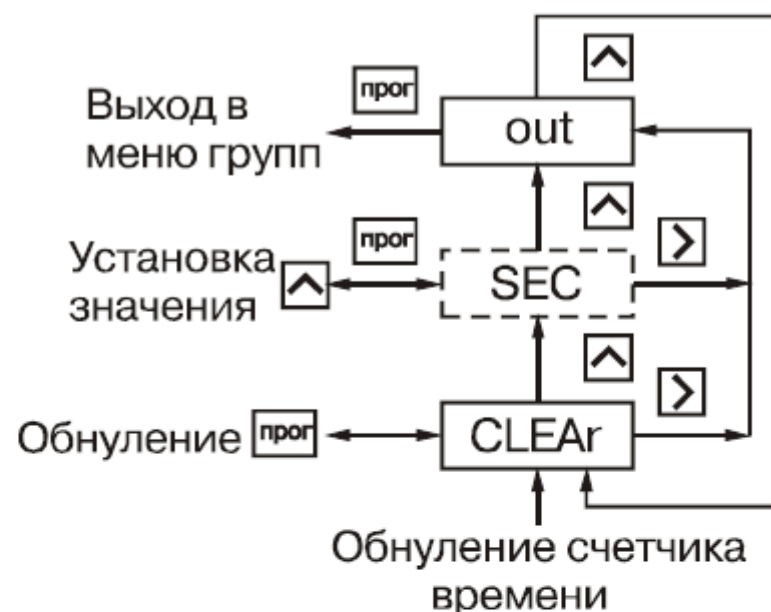 прог
Выход в
меню групп
out
прог
Установка
значения
SEC
Обнуление
прог
CLEAr
Обнуление счетчика
времени